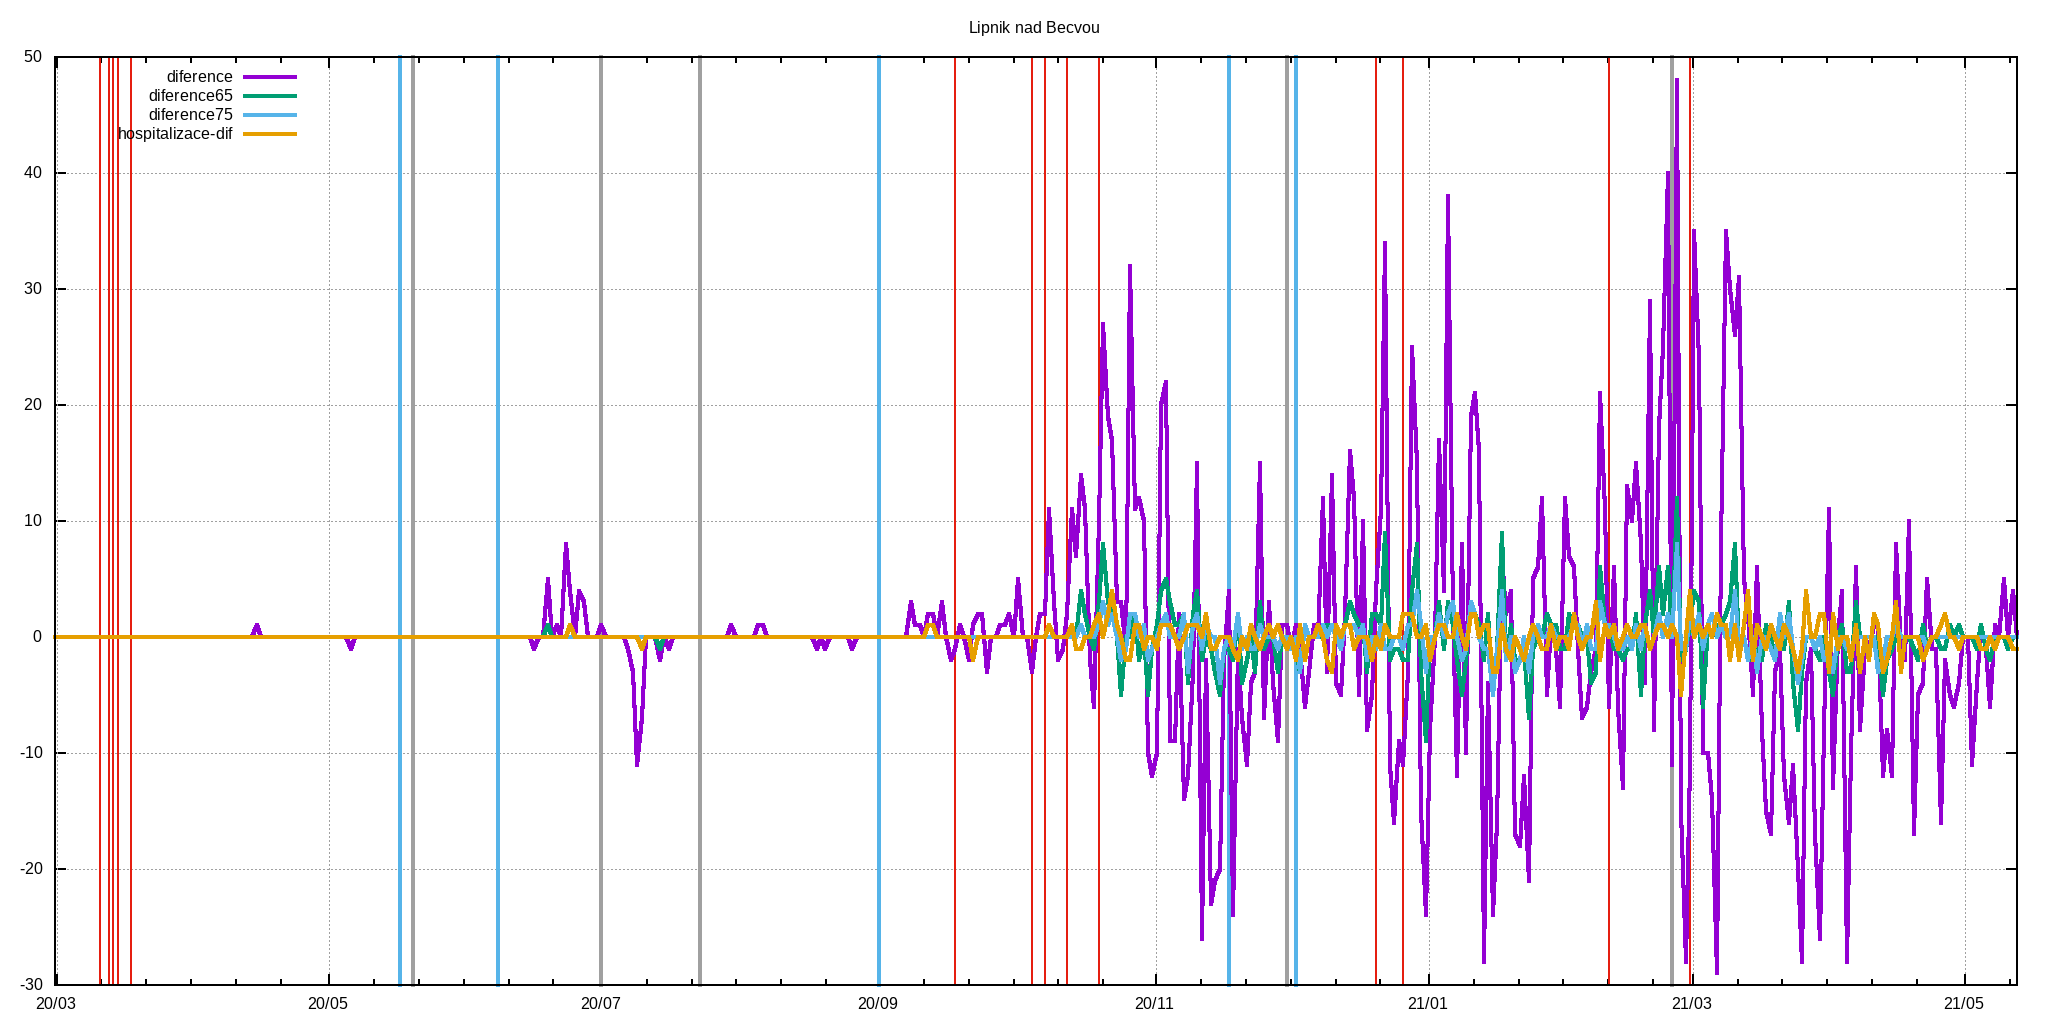 Lipnik nad Becvou
50
diference
diference65
diference75
hospitalizace-dif
40
30
20
10
0
-10
-20
-30
20/03 20/05 20/07 20/09 20/11 21/01 21/03 21/05